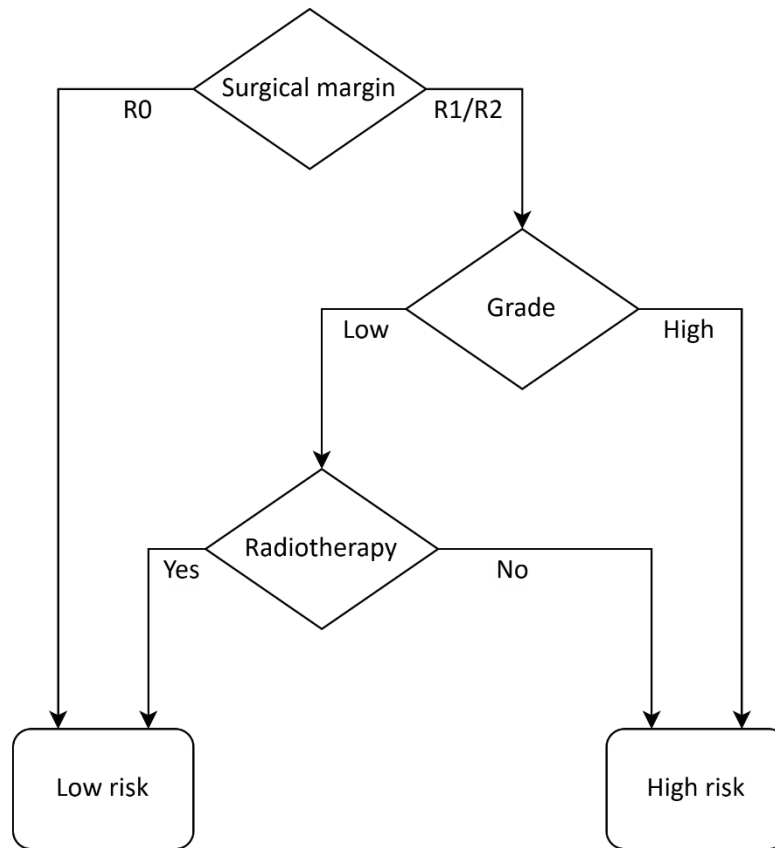 Surgical margin
R0
R1/R2
Grade
Low
High
Radiotherapy
Yes
No
Low risk
High risk